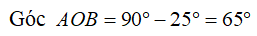 Góc AOB = 90° − 25° = 65°